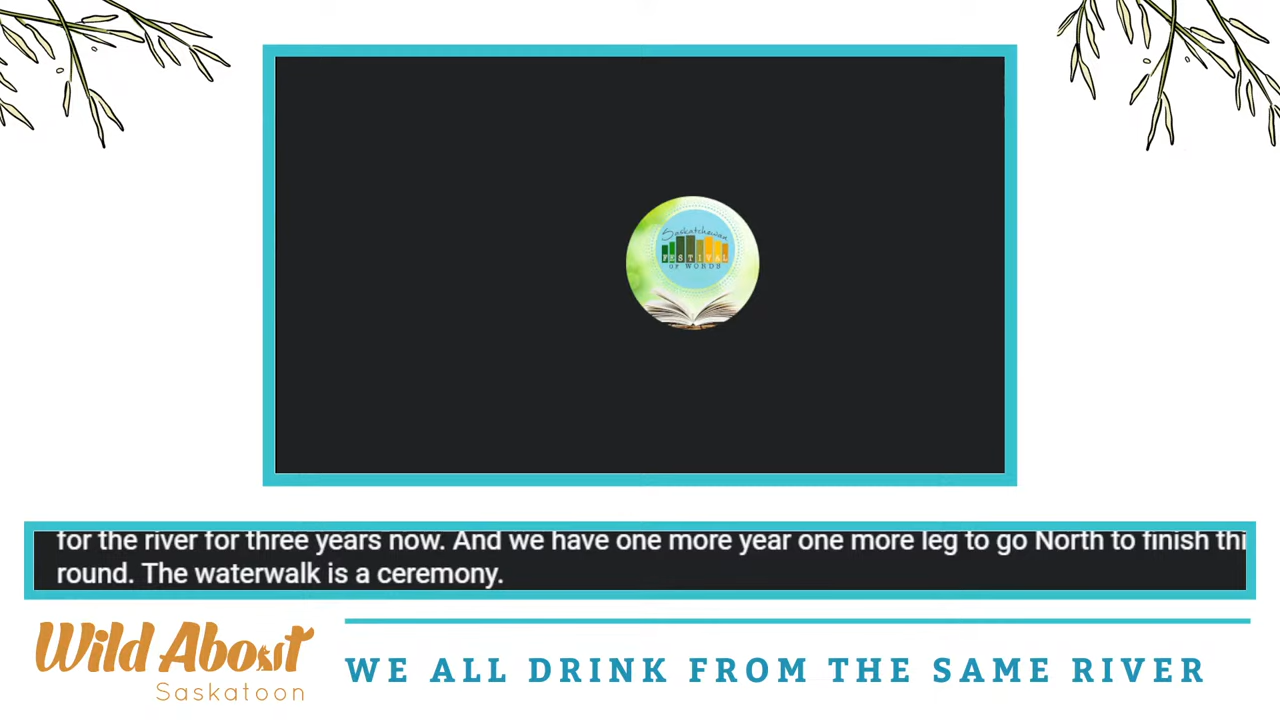 Saskatchewan
FESTIVAL
OF WORDS
for the river for three years now. And we have one more year one more leg to go North to finish thi
round. The waterwalk is a ceremony.
Wild About
Saskatoon
WE ALL DRINK FROM THE SAME RIVER